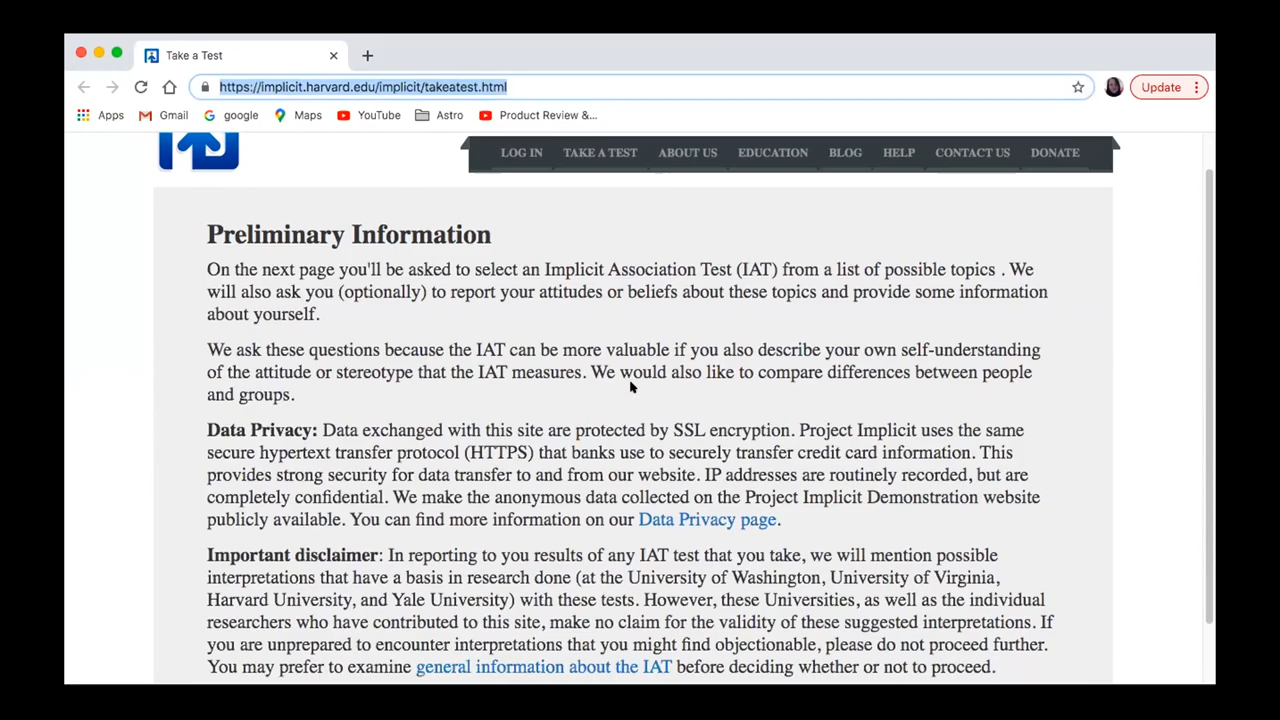 Take a Test
https://implicit.harvard.edu/implicit/takeatest.html
Update
Apps Gmail google Maps YouTube Astro Product Review &...
LOG IN TAKE A TEST ABOUT US EDUCATION BLOG HELP CONTACT US DONATE
Preliminary Information
On the next page you'll be asked to select an Implicit Association Test (IAT) from a list of possible topics . We
will also ask you (optionally) to report your attitudes or beliefs about these topics and provide some information
about yourself.
We ask these questions because the IAT can be more valuable if you also describe your own self-understanding
of the attitude or stereotype that the IAT measures. We would also like to compare differences between people
and groups.
Data Privacy: Data exchanged with this site are protected by SSL encryption. Project Implicit uses the same
secure hypertext transfer protocol (HTTPS) that banks use to securely transfer credit card information. This
provides strong security for data transfer to and from our website. IP addresses are routinely recorded, but are
completely confidential. We make the anonymous data collected on the Project Implicit Demonstration website
publicly available. You can find more information on our Data Privacy page.
Important disclaimer: In reporting to you results of any IAT test that you take, we will mention possible
interpretations that have a basis in research done (at the University of Washington, University of Virginia,
Harvard University, and Yale University) with these tests. However, these Universities, as well as the individual
researchers who have contributed to this site, make no claim for the validity of these suggested interpretations. If
you are unprepared to encounter interpretations that you might find objectionable, please do not proceed further.
You may prefer to examine general information about the IAT before deciding whether or not to proceed.